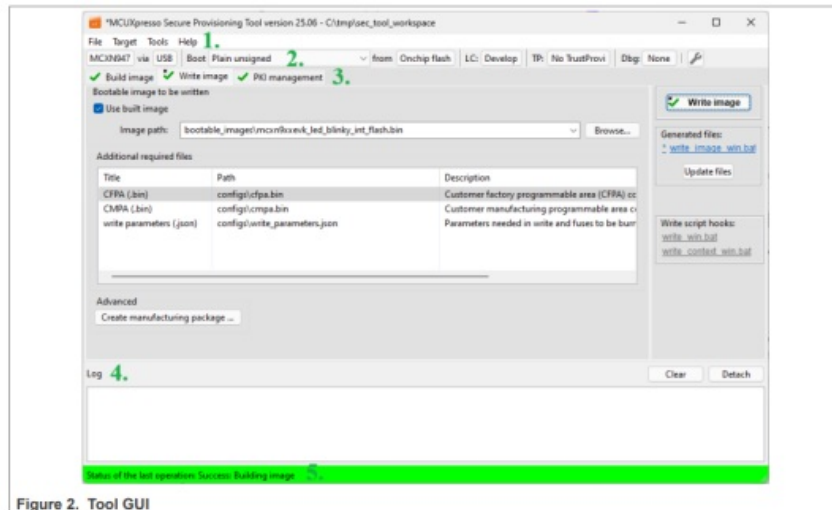 *MCUXpresso Secure Provisioning Tool version 25.06 - C:\tmp\sec_tool_workspace
File Target Tools Help 1.
MCXN947 via USB Boot Plain unsigned 2. from Onchip flash LC: Develop TP: No TrustProvi Dbg: None
Build image Write image PKI management 3.
Bootable image to be written
Use built image
Write image
Image path: bootable_images\mcxn9xxevk_led_blinky_int_flash.bin Browse...
Generated files:
* write_image_win.bat
Update files
Additional required files
Title Path Description
CFPA (.bin) configs\cfpa.bin Customer factory programmable area (CFPA) cc
CMPA (.bin) configs\cmpa.bin Customer manufacturing programmable area c
write parameters (.json) configs\write_parameters.json Parameters needed in write and fuses to be burr
Write script hooks:
write_win.bat
write_contxd_win.bat
Advanced
Create manufacturing package ...
Log 4. Clear Detach
Status of the last operation: Success: Building image 5.
Figure 2. Tool GUI